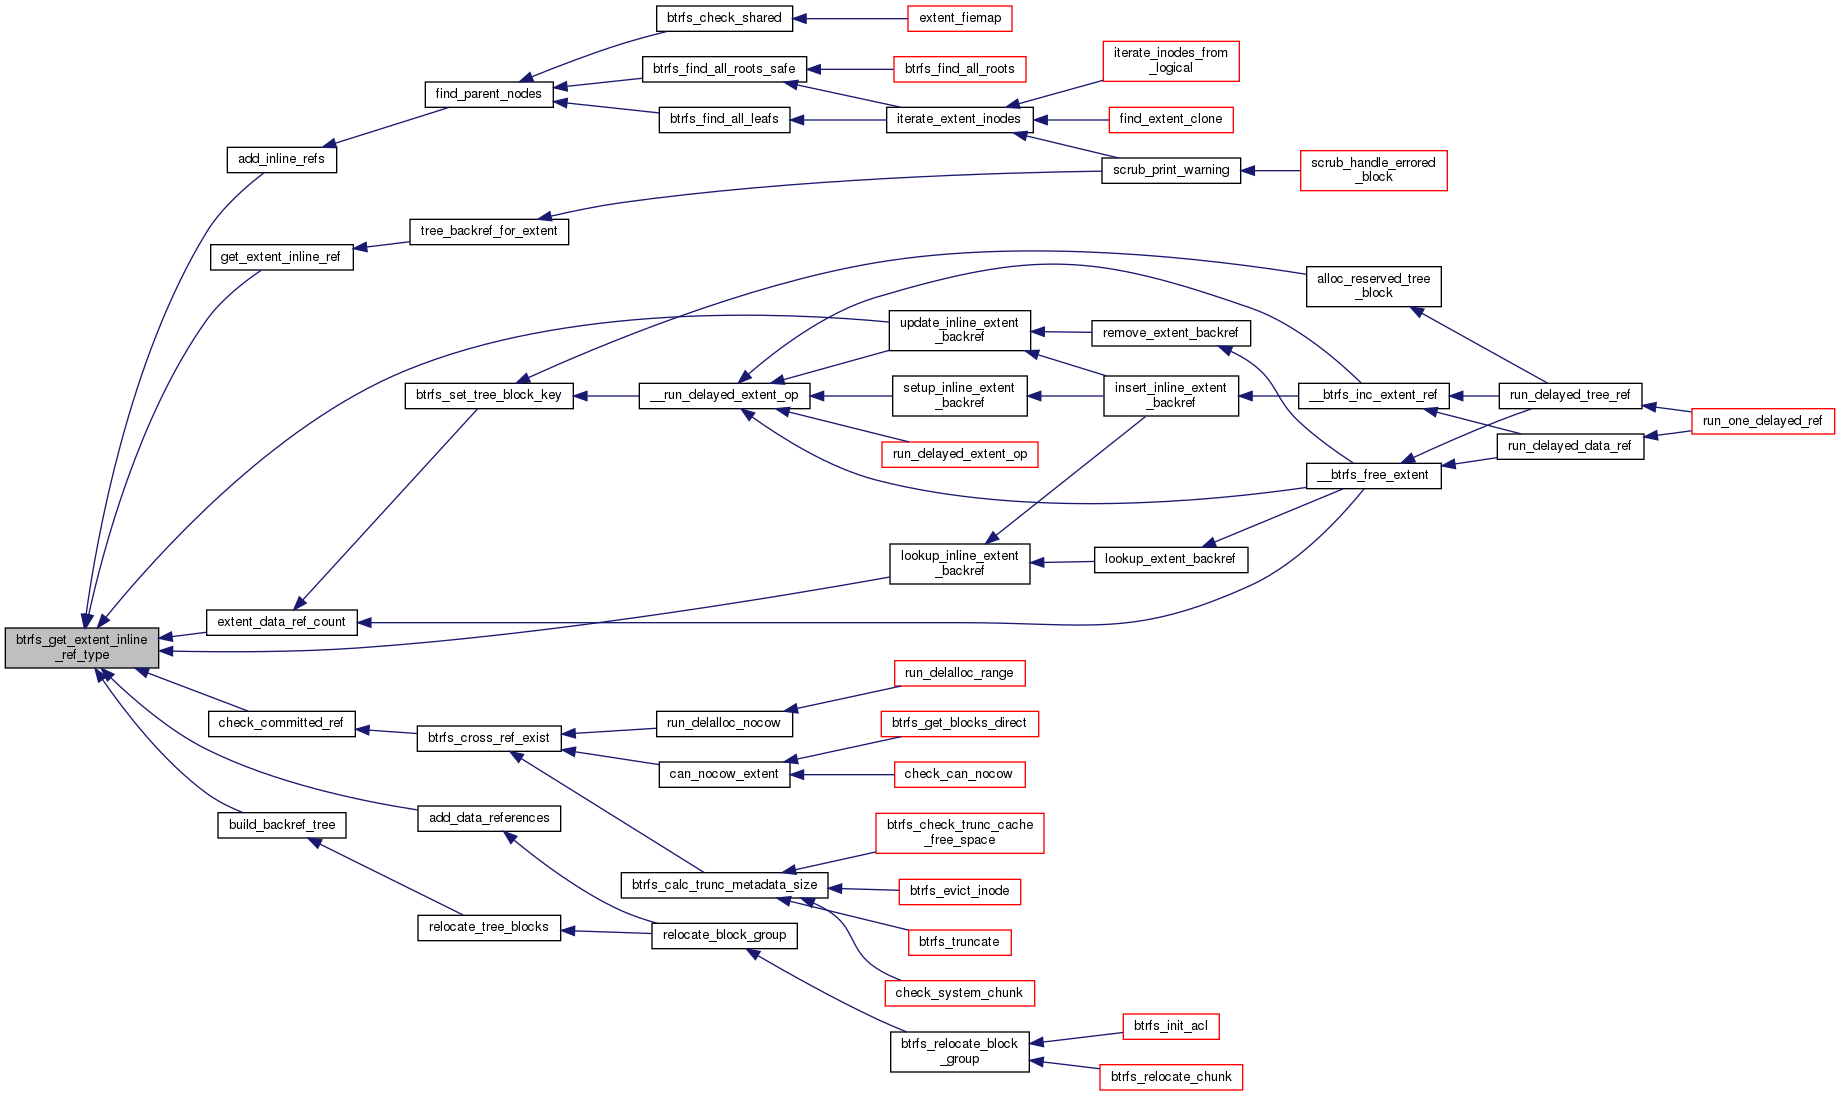 btrfs_check_shared
extent_fiemap
iterate_inodes_from
_logical
btrfs_find_all_roots_safe
btrfs_find_all_roots
find_parent_nodes
btrfs_find_all_leafs
iterate_extent_inodes
find_extent_clone
add_inline_refs
scrub_print_warning
scrub_handle_errored
_block
tree_backref_for_extent
get_extent_inline_ref
alloc_reserved_tree
_block
update_inline_extent
_backref
remove_extent_backref
btrfs_set_tree_block_key
__run_delayed_extent_op
setup_inline_extent
_backref
insert_inline_extent
_backref
__btrfs_inc_extent_ref
run_delayed_tree_ref
run_one_delayed_ref
run_delayed_extent_op
run_delayed_data_ref
__btrfs_free_extent
lookup_inline_extent
_backref
lookup_extent_backref
extent_data_ref_count
btrfs_get_extent_inline
_ref_type
run_delalloc_range
check_committed_ref
run_delalloc_nocow
btrfs_get_blocks_direct
btrfs_cross_ref_exist
can_nocow_extent
check_can_nocow
add_data_references
build_backref_tree
btrfs_check_trunc_cache
_free_space
btrfs_calc_trunc_metadata_size
btrfs_evict_inode
relocate_tree_blocks
relocate_block_group
btrfs_truncate
check_system_chunk
btrfs_init_acl
btrfs_relocate_block
_group
btrfs_relocate_chunk